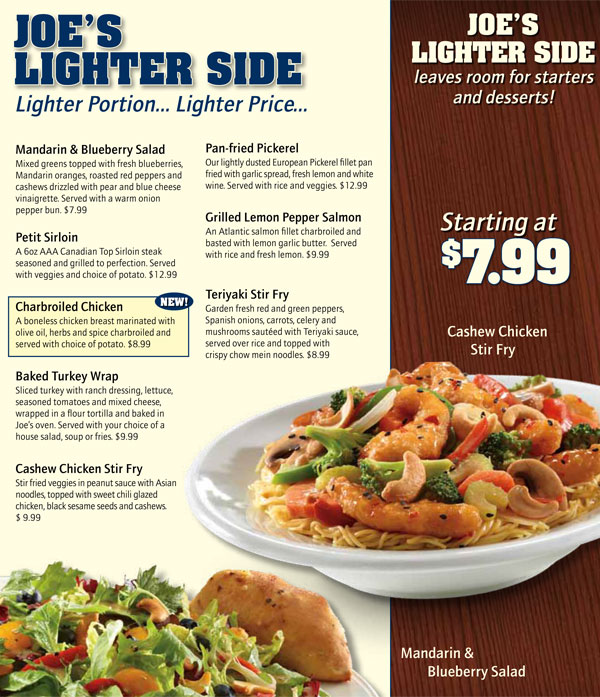 JOE'S
LIGHTER SIDE
Lighter Portion... Lighter Price...
Mandarin & Blueberry Salad
Mixed greens topped with fresh blueberries,
Mandarin oranges, roasted red peppers and
cashews drizzled with pear and blue cheese
vinaigrette. Served with a warm onion
pepper bun. $7.99
Petit Sirloin
A 6oz AAA Canadian Top Sirloin steak
seasoned and grilled to perfection. Served
with veggies and choice of potato. $12.99
NEW!
Charbroiled Chicken
A boneless chicken breast marinated with
olive oil, herbs and spice charbroiled and
served with choice of potato. $8.99
Baked Turkey Wrap
Sliced turkey with ranch dressing, lettuce,
seasoned tomatoes and mixed cheese,
wrapped in a flour tortilla and baked in
Joe's oven. Served with your choice of a
house salad, soup or fries. $9.99
Cashew Chicken Stir Fry
Stir fried veggies in peanut sauce with Asian
noodles, topped with sweet chili glazed
chicken, black sesame seeds and cashews.
$ 9.99
Pan-fried Pickerel
Our lightly dusted European Pickerel fillet pan
fried with garlic spread, fresh lemon and white
wine. Served with rice and veggies. $12.99
Grilled Lemon Pepper Salmon
An Atlantic salmon fillet charbroiled and
basted with lemon garlic butter. Served
with rice and fresh lemon. $9.99
Teriyaki Stir Fry
Garden fresh red and green peppers,
Spanish onions, carrots, celery and
mushrooms sautéed with Teriyaki sauce,
served over rice and topped with
crispy chow mein noodles. $8.99
JOE'S
LIGHTER SIDE
leaves room for starters
and desserts!
Starting at
$7.99
Cashew Chicken
Stir Fry
Mandarin &
Blueberry Salad